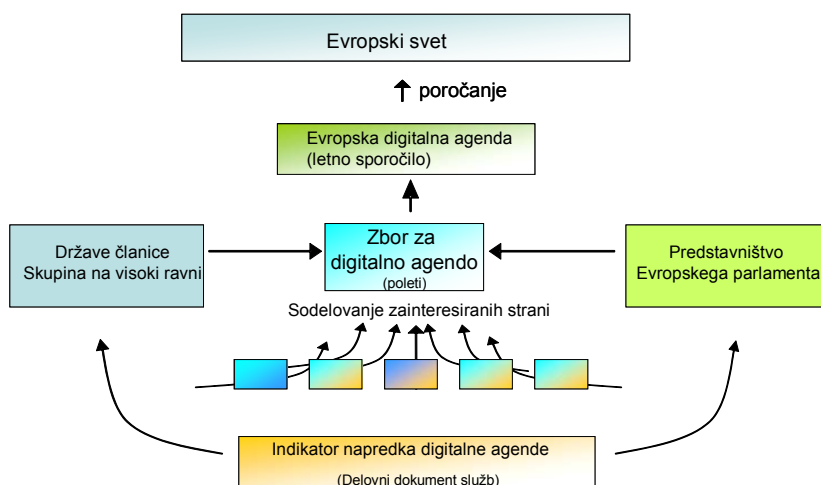 Evropski svet
poročanje
Evropska digitalna agenda
(letno sporočilo)
Države članice
Skupina na visoki ravni
Zbor za
digitalno agendo
(poleti)
Predstavništvo
Evropskega parlamenta
Sodelovanje zainteresiranih strani
Indikator napredka digitalne agende
(Delovni dokument služb)